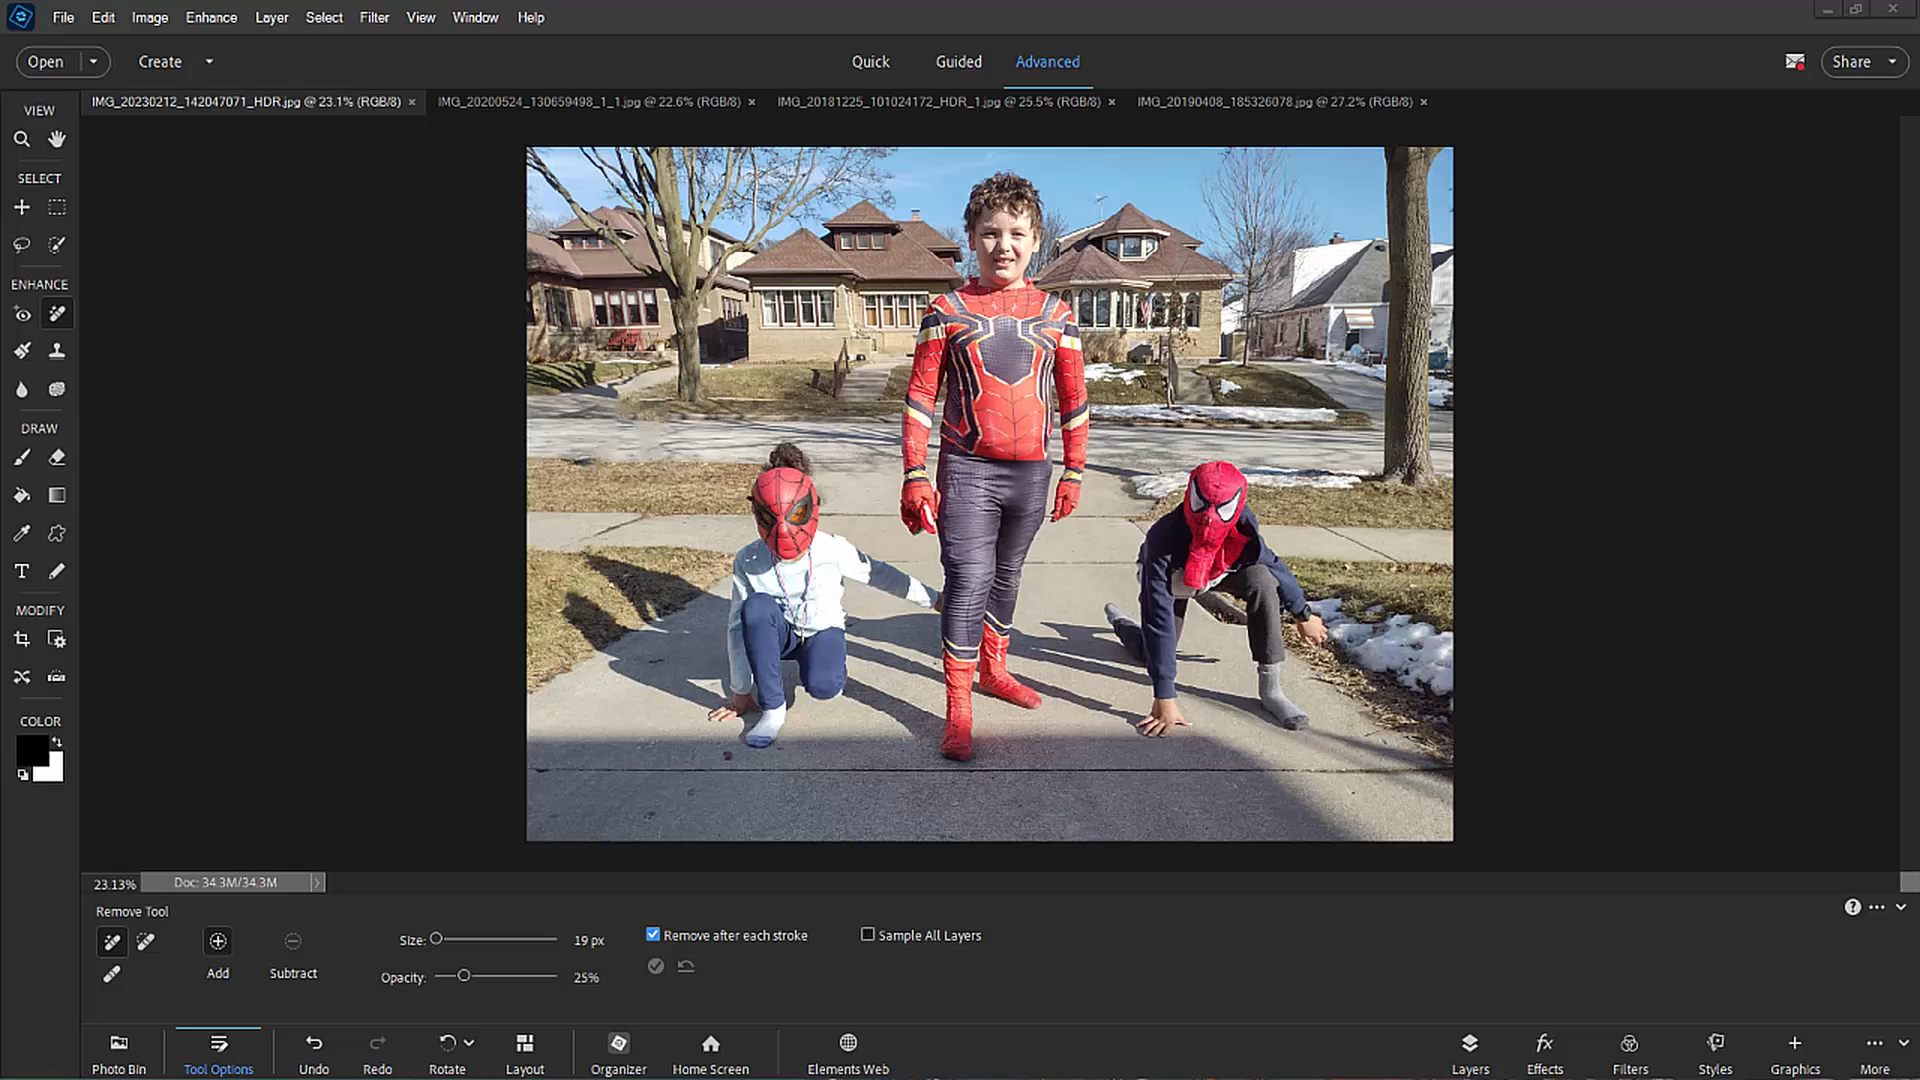 File Edit Image Enhance Layer Select Filter View Window Help
Open Create Quick Guided Advanced Share
IMG_20230212_142047071_HDR.jpg @ 23.1% (RGB/8) × IMG_20200524_130659498_1_1.jpg @ 22.6% (RGB/8) × IMG_20181225_101024172_HDR_1.jpg @ 25.5% (RGB/8) × IMG_20190408_185326078.jpg @ 27.2% (RGB/8) ×
VIEW
SELECT
ENHANCE
DRAW
MODIFY
COLOR
23.13% Doc: 34.3M/34.3M
Remove Tool
Size: 19 px Remove after each stroke Sample All Layers
Add Subtract Opacity: 25%
Photo Bin Tool Options Undo Redo Rotate Layout Organizer Home Screen Elements Web Layers Effects Filters Styles Graphics More